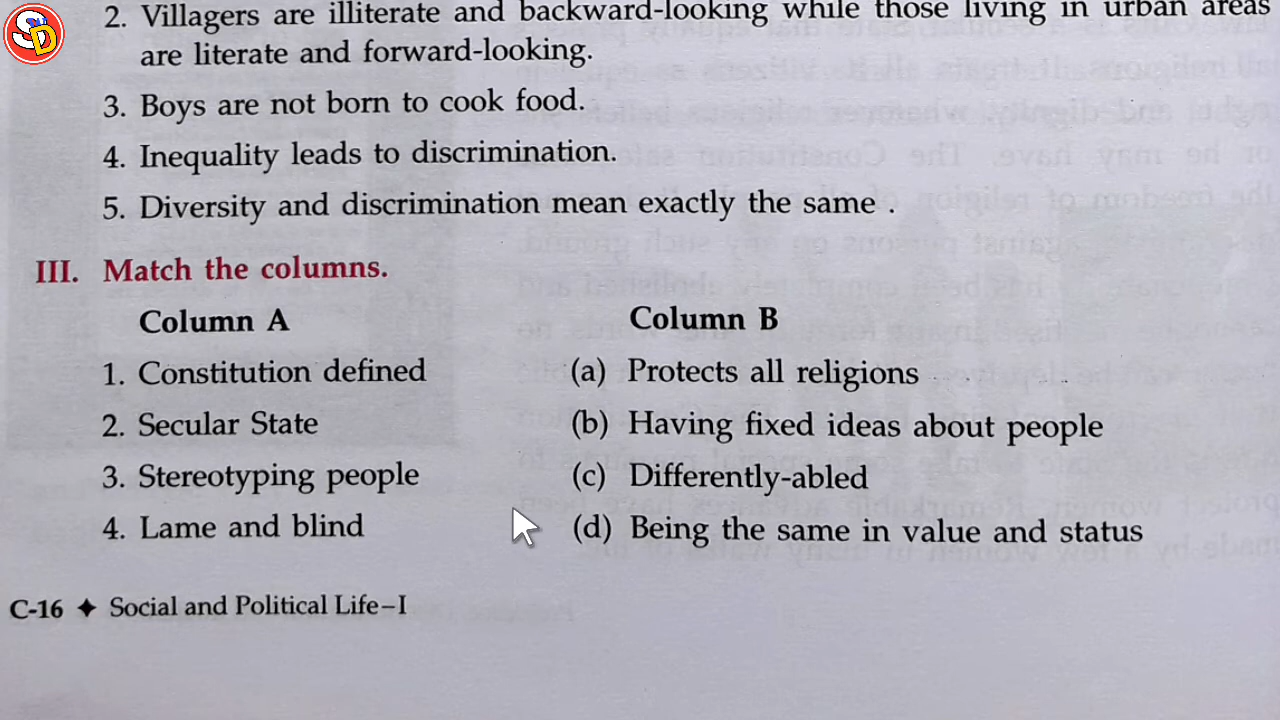 SD
2. Villagers are illiterate and backward-looking while those living in urban areas
are literate and forward-looking.
3. Boys are not born to cook food.
4. Inequality leads to discrimination.
5. Diversity and discrimination mean exactly the same .
III. Match the columns.
Column A Column B
1. Constitution defined (a) Protects all religions
2. Secular State (b) Having fixed ideas about people
3. Stereotyping people (c) Differently-abled
4. Lame and blind (d) Being the same in value and status
C-16 ✦ Social and Political Life–I